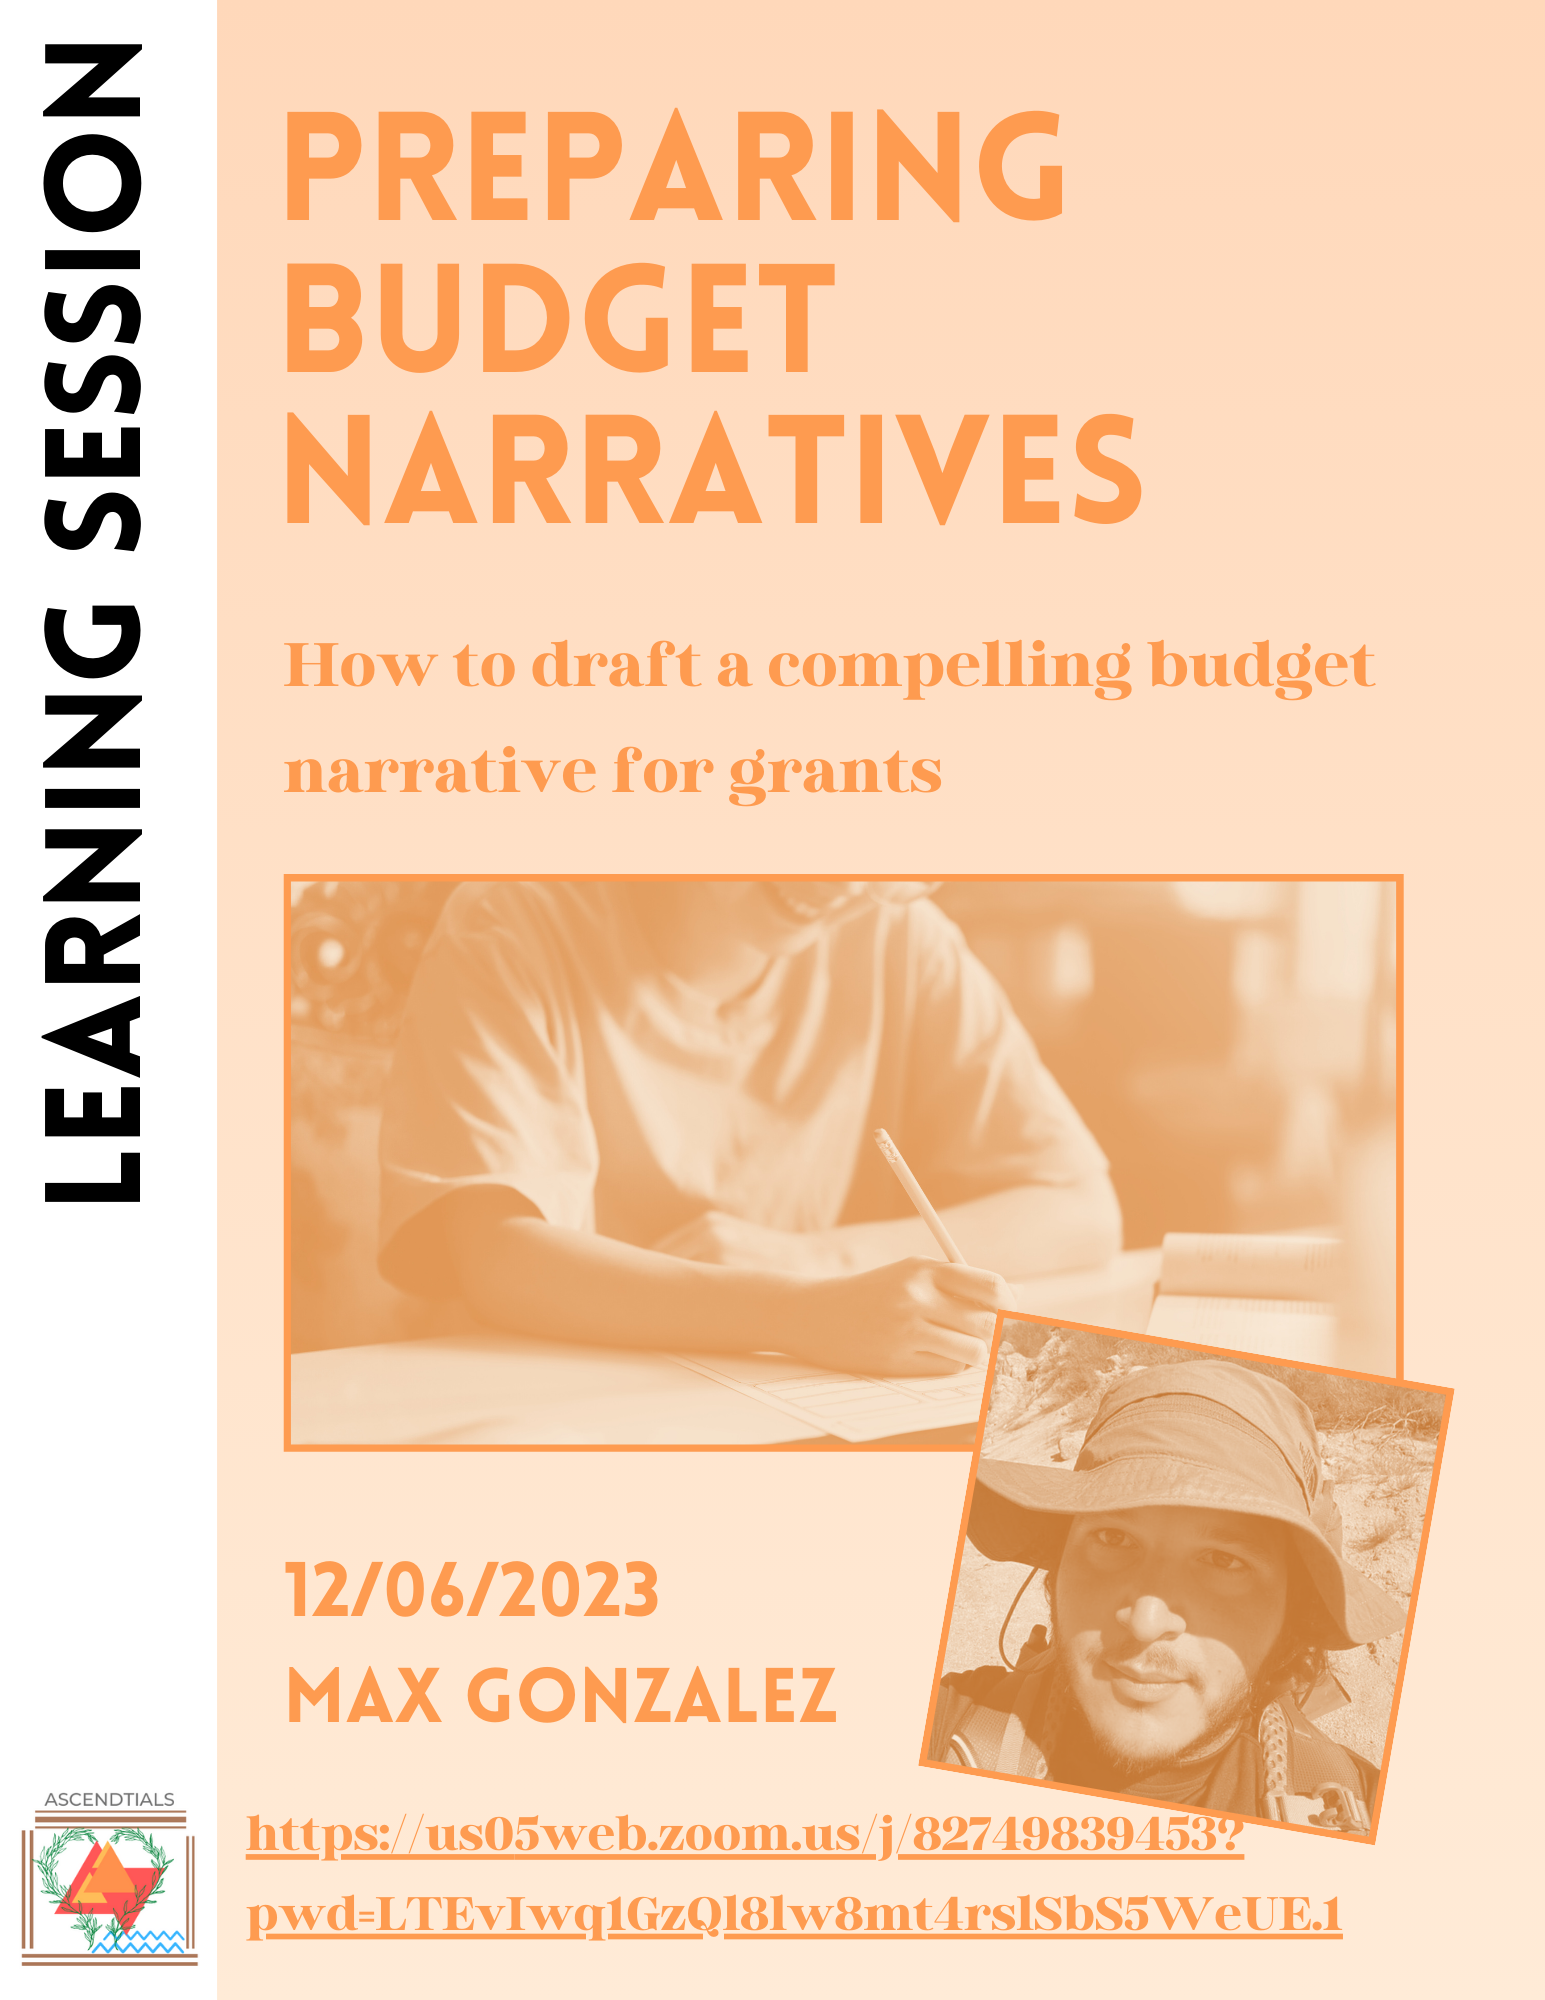 LEARNING SESSION
PREPARING
BUDGET
NARRATIVES
How to draft a compelling budget
narrative for grants
12/06/2023
MAX GONZALEZ
https://us05web.zoom.us/j/82749839453?
pwd=LTEvIwq1GzQl8lw8mt4rslSbS5WeUE.1
ASCENDTIALS